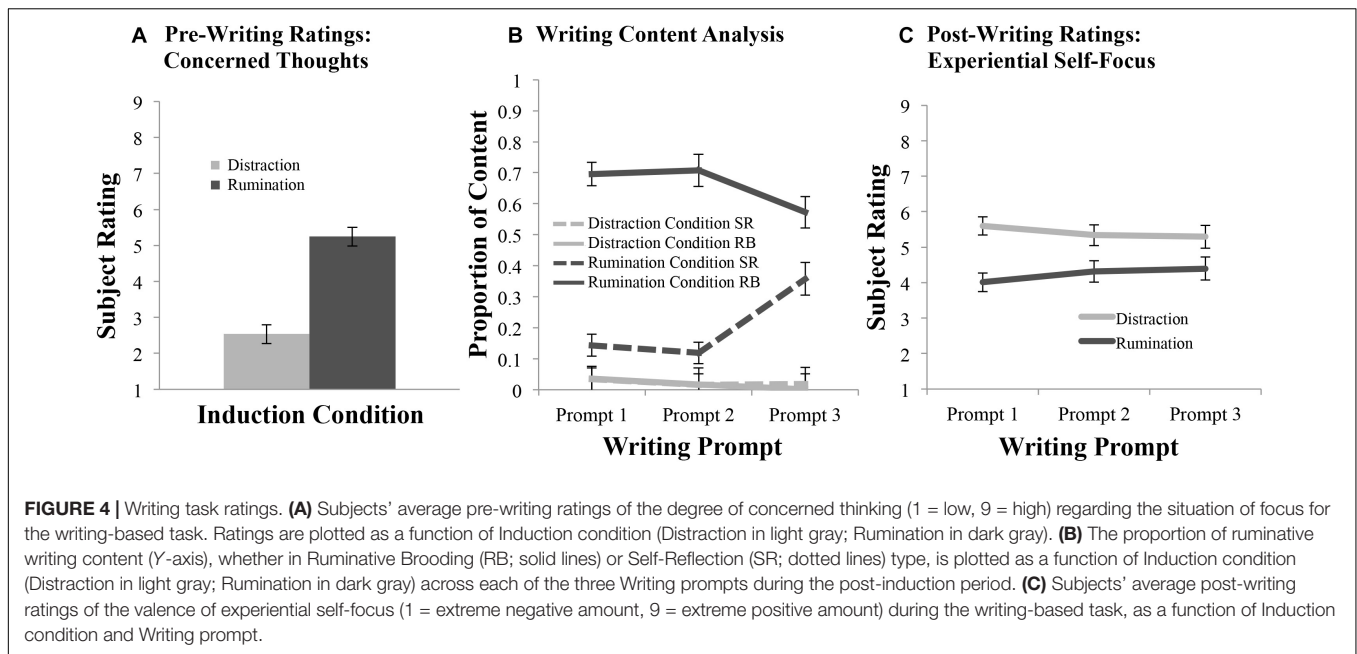 A Pre-Writing Ratings:
Concerned Thoughts
9
8
7
6
5
4
3
2
1
Subject Rating
Distraction
Rumination
Induction Condition
B Writing Content Analysis
1
0.9
0.8
0.7
0.6
0.5
0.4
0.3
0.2
0.1
0
Proportion of Content
Distraction Condition SR
Distraction Condition RB
Rumination Condition SR
Rumination Condition RB
Prompt 1 Prompt 2 Prompt 3
Writing Prompt
C Post-Writing Ratings:
Experiential Self-Focus
9
8
7
6
5
4
3
2
1
Subject Rating
Distraction
Rumination
Prompt 1 Prompt 2 Prompt 3
Writing Prompt
FIGURE 4 | Writing task ratings. (A) Subjects' average pre-writing ratings of the degree of concerned thinking (1 = low, 9 = high) regarding the situation of focus for
the writing-based task. Ratings are plotted as a function of Induction condition (Distraction in light gray; Rumination in dark gray). (B) The proportion of ruminative
writing content (Y-axis), whether in Ruminative Brooding (RB; solid lines) or Self-Reflection (SR; dotted lines) type, is plotted as a function of Induction condition
(Distraction in light gray; Rumination in dark gray) across each of the three Writing prompts during the post-induction period. (C) Subjects' average post-writing
ratings of the valence of experiential self-focus (1 = extreme negative amount, 9 = extreme positive amount) during the writing-based task, as a function of Induction
condition and Writing prompt.